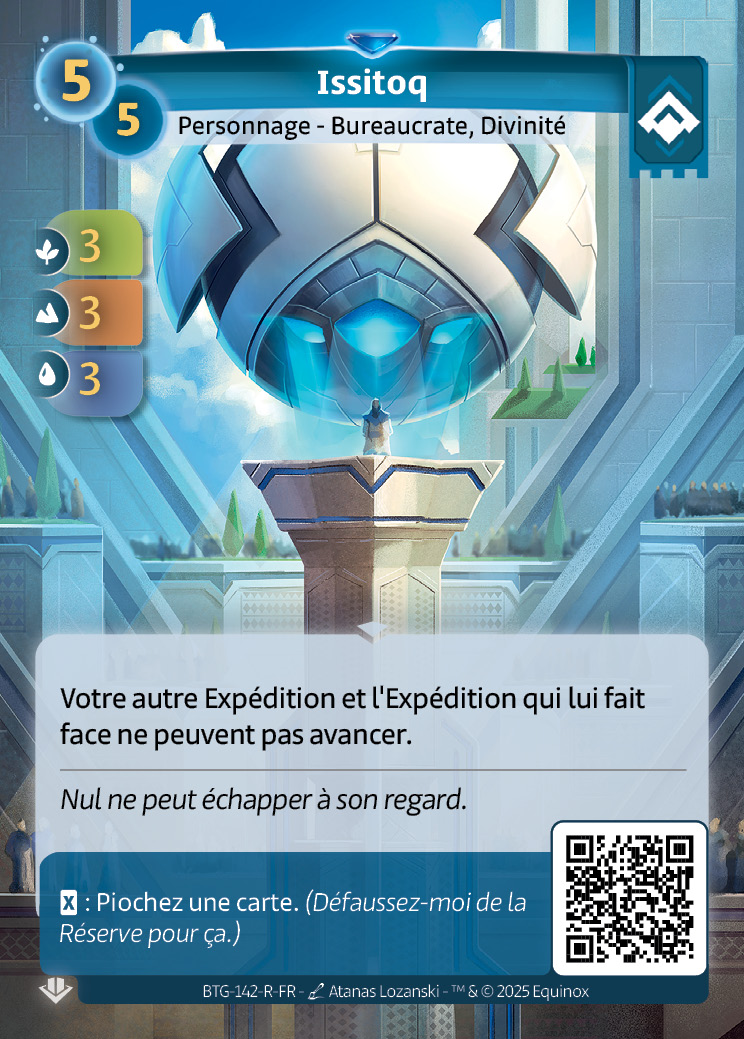 5
Issitoq
5
Personnage - Bureaucrate, Divinité
3
3
3
Votre autre Expédition et l'Expédition qui lui fait
face ne peuvent pas avancer.
Nul ne peut échapper à son regard.
X : Piochez une carte. (Défaussez-moi de la
Réserve pour ça.)
BTG-142-R-FR - Atanas Lozanski - ™ & © 2025 Equinox